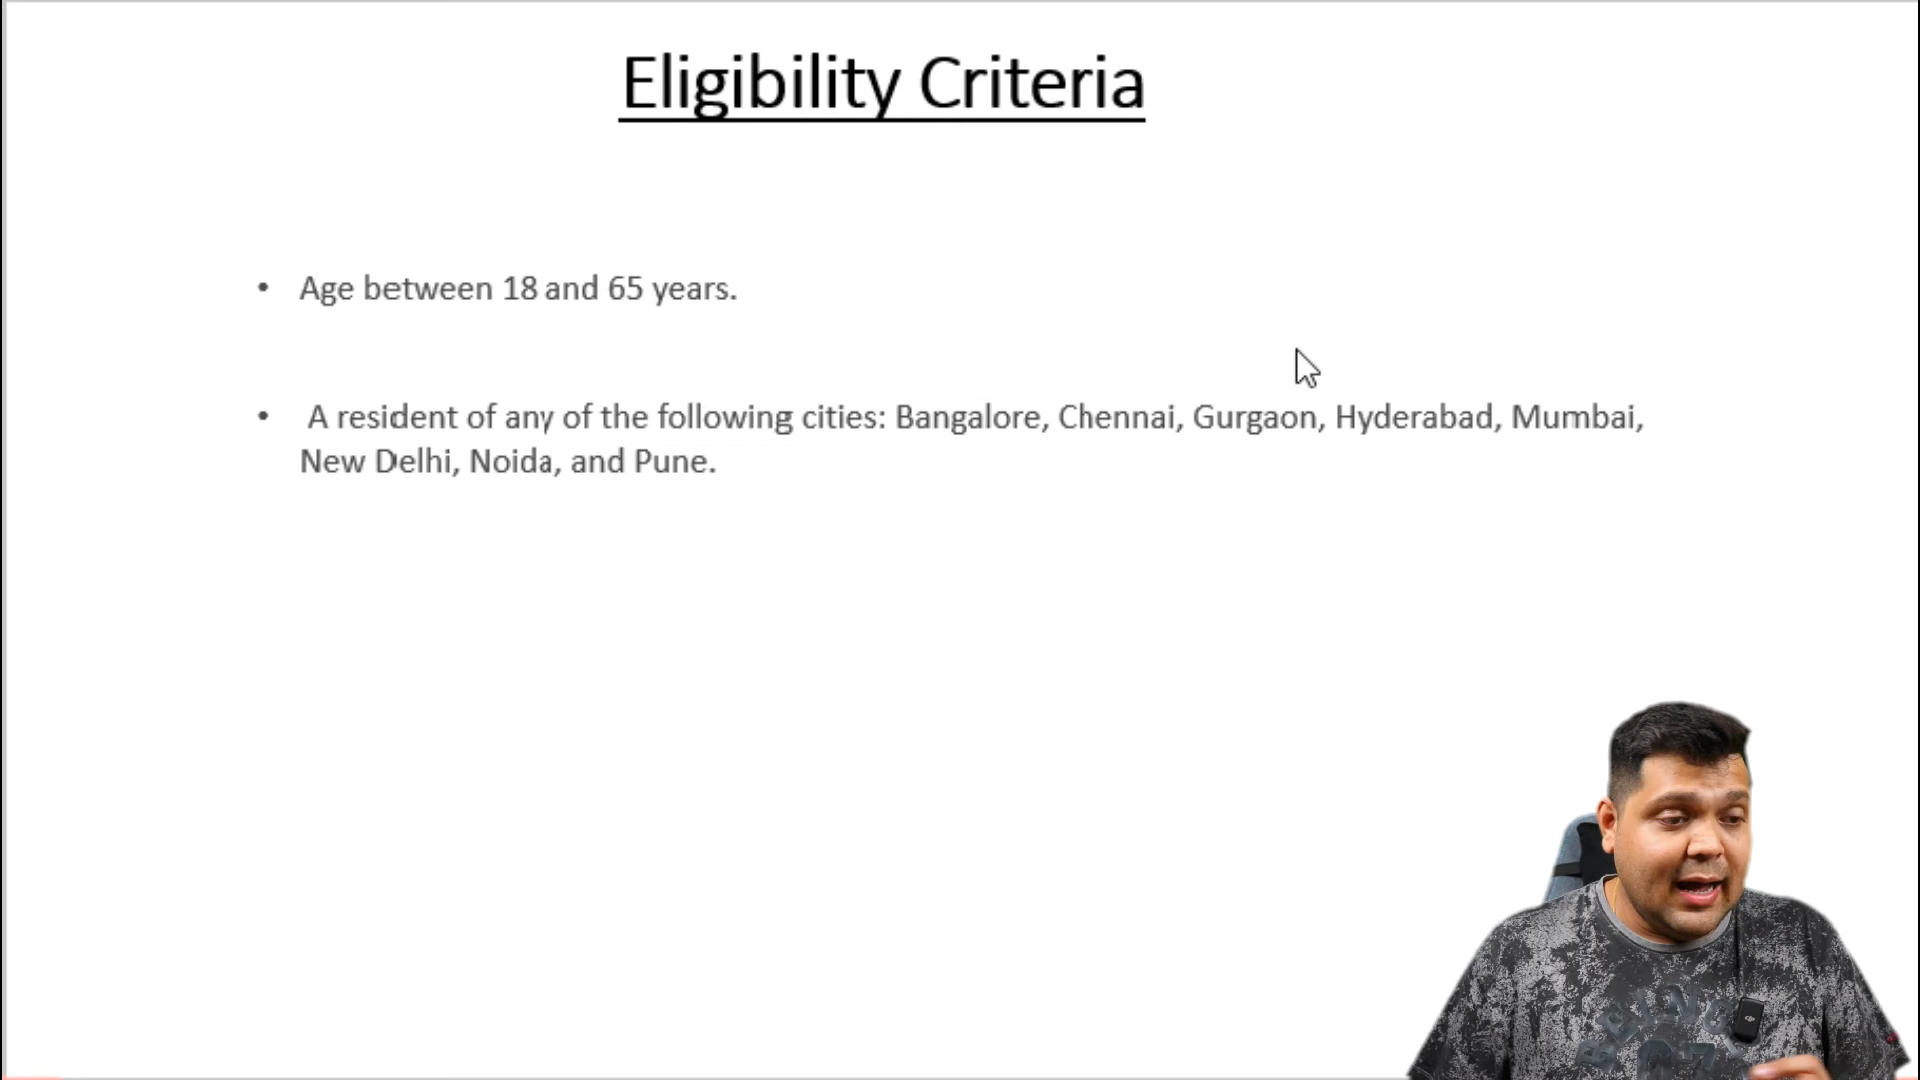 Eligibility Criteria
• Age between 18 and 65 years.
• A resident of any of the following cities: Bangalore, Chennai, Gurgaon, Hyderabad, Mumbai,
New Delhi, Noida, and Pune.